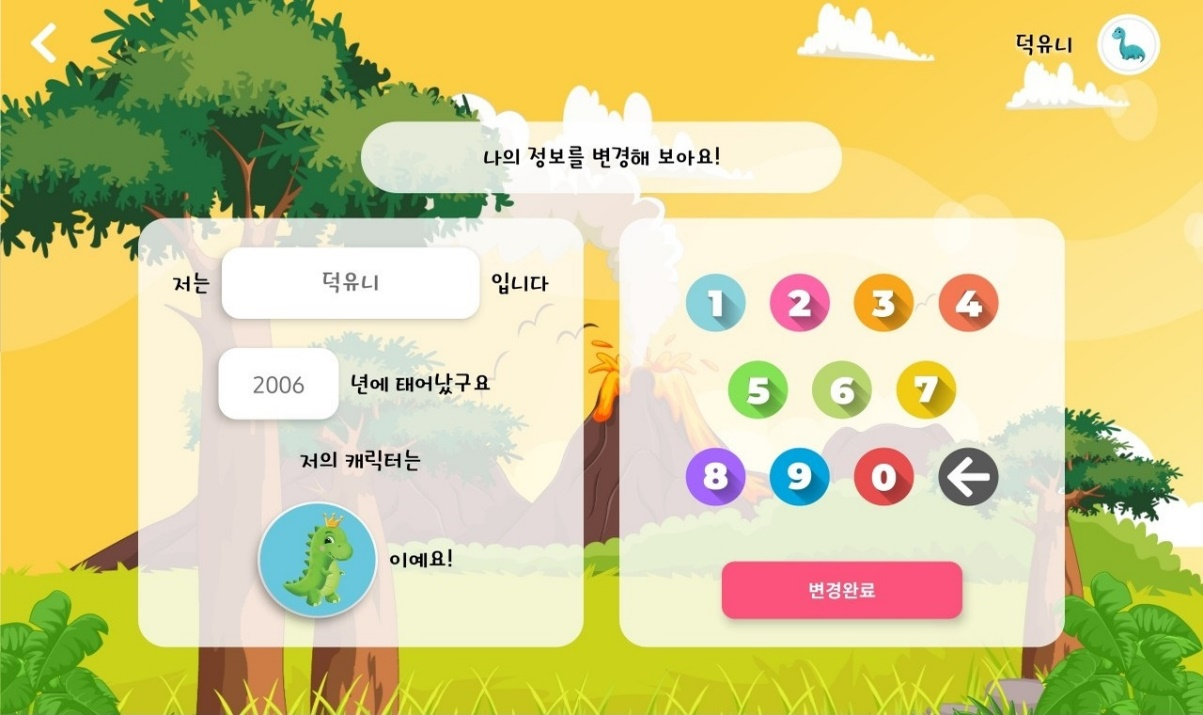 덕유니
나의 정보를 변경해 보아요!
저는 덕유니 입니다
2006 년에 태어났구요
저의 캐릭터는
이예요!
1 2 3 4
5 6 7
8 9 0
변경완료